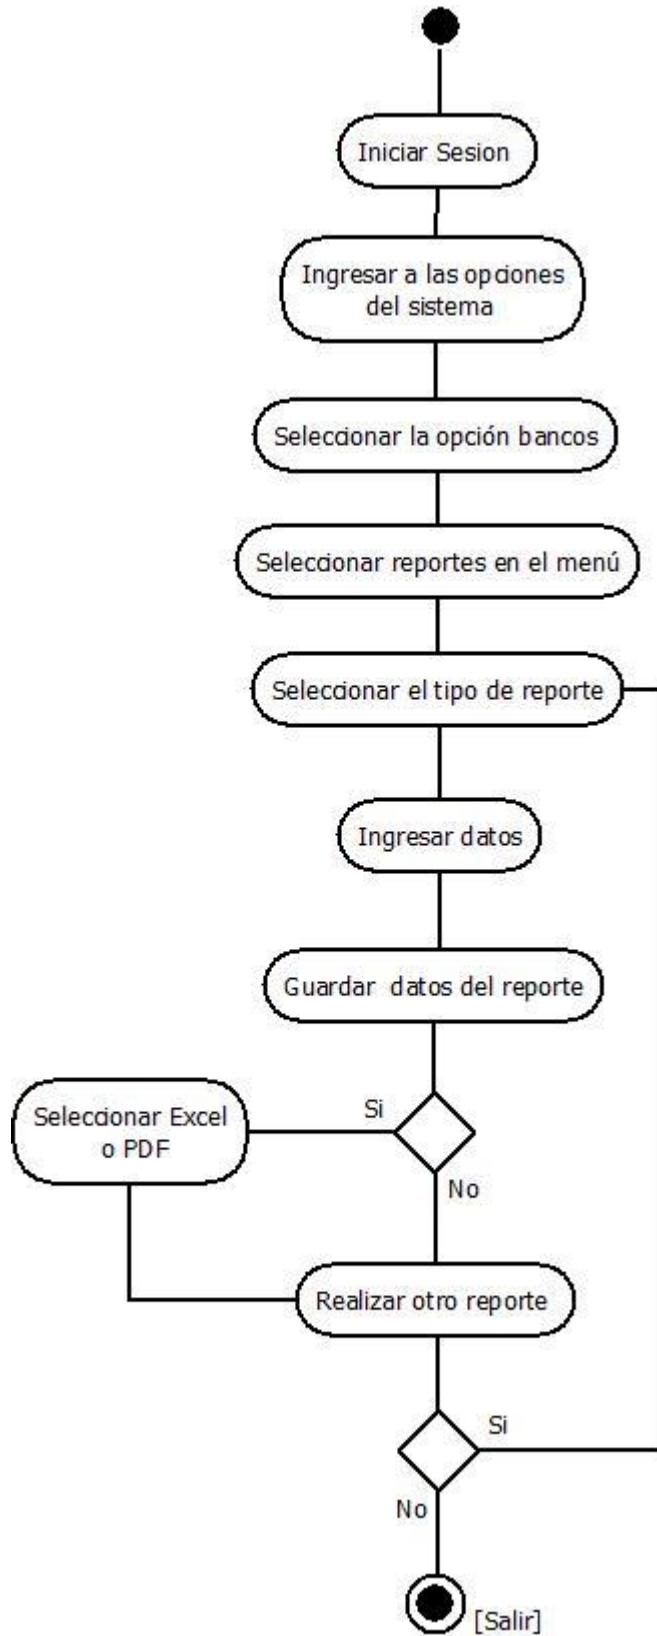 Iniciar Sesion
Ingresar a las opciones
del sistema
Seleccionar la opción bancos
Seleccionar reportes en el menú
Seleccionar el tipo de reporte
Ingresar datos
Guardar datos del reporte
Si
Seleccionar Excel
o PDF
No
Realizar otro reporte
Si
No
[Salir]